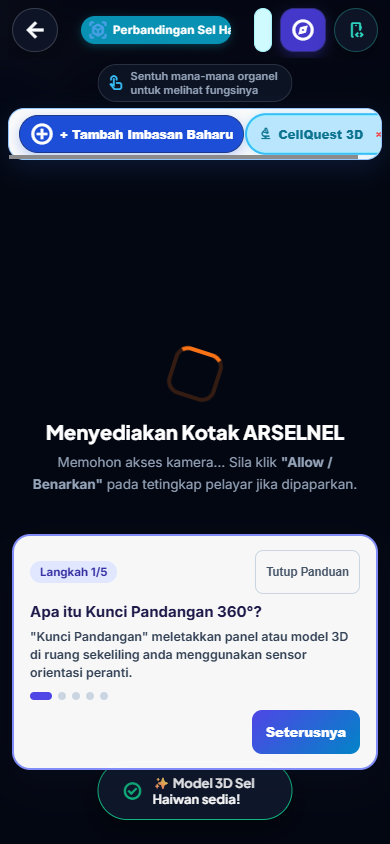 Perbandingan Sel Ha
Sentuh mana-mana organel
untuk melihat fungsinya
+ Tambah Imbasan Baharu
CellQuest 3D
×
Menyediakan Kotak ARSELNEL
Memohon akses kamera... Sila klik "Allow /
Benarkan" pada tetingkap pelayar jika dipaparkan.
Langkah 1/5
Tutup Panduan
Apa itu Kunci Pandangan 360°?
"Kunci Pandangan" meletakkan panel atau model 3D
di ruang sekeliling anda menggunakan sensor
orientasi peranti.
Seterusnya
✨ Model 3D Sel
Haiwan sedia!